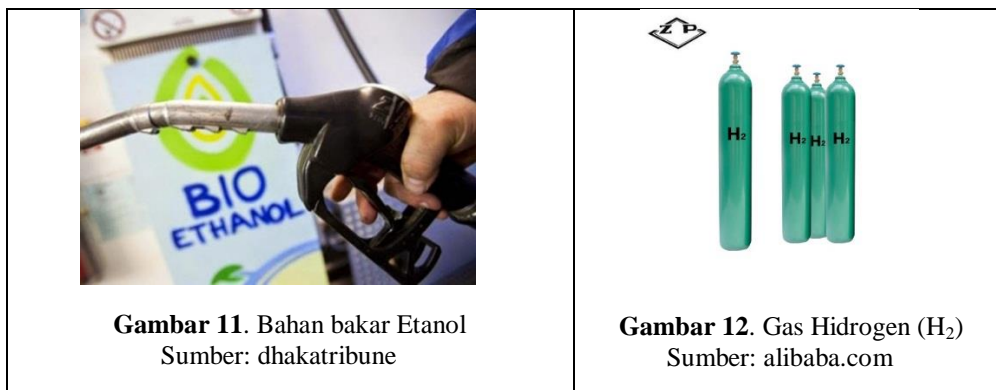 BIO
ETHANOL
Gambar 11. Bahan bakar Etanol
Sumber: dhakatribune
Z P
H₂
H₂
H₂
H₂
Gambar 12. Gas Hidrogen (H₂)
Sumber: alibaba.com